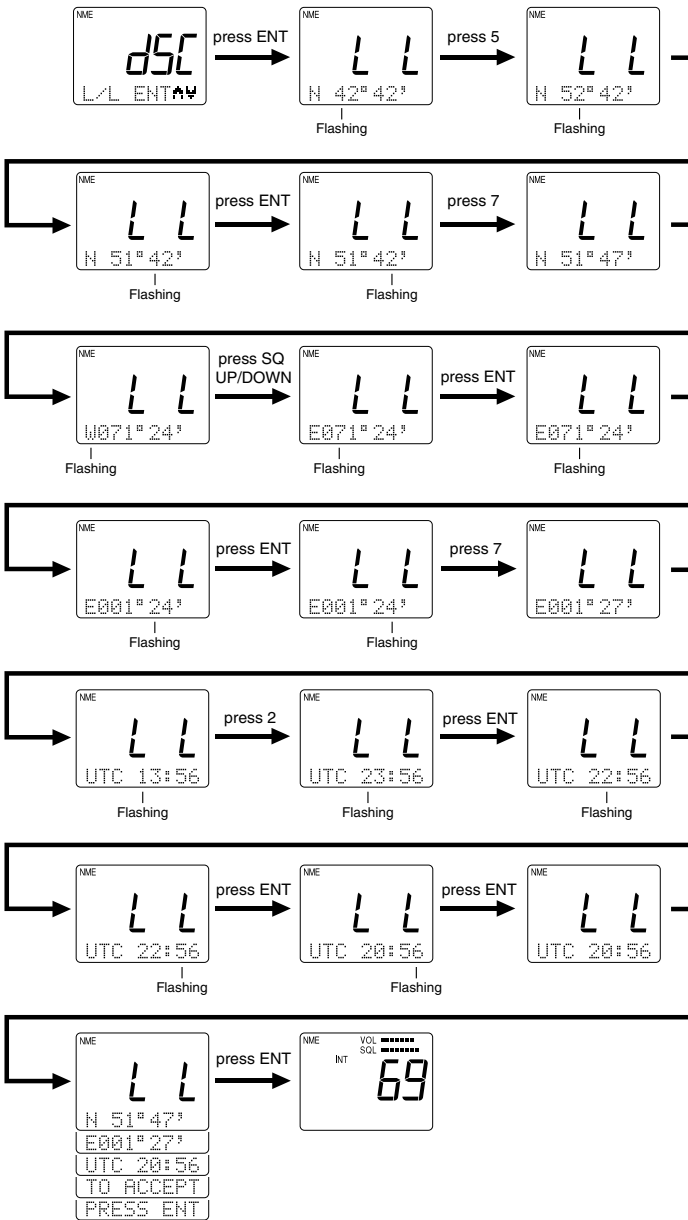 NME
dSC
L/L ENT
press ENT
NME
L L
N 42°42'
Flashing
press 5
NME
L L
N 52°42'
Flashing
NME
L L
N 51°42'
Flashing
press ENT
NME
L L
N 51°42'
Flashing
press 7
NME
L L
N 51°47'
NME
L L
W071°24'
Flashing
press SQ
UP/DOWN
NME
L L
E071°24'
Flashing
press ENT
NME
L L
E071°24'
Flashing
NME
L L
E001°24'
Flashing
press ENT
NME
L L
E001°24'
Flashing
press 7
NME
L L
E001°27'
NME
L L
UTC 13:56
Flashing
press 2
NME
L L
UTC 23:56
Flashing
press ENT
NME
L L
UTC 22:56
Flashing
NME
L L
UTC 22:56
Flashing
press ENT
NME
L L
UTC 20:56
Flashing
press ENT
NME
L L
UTC 20:56
NME
L L
N 51°47'
E001°27'
UTC 20:56
TO ACCEPT
PRESS ENT
press ENT
NME
VOL
SQL
INT
69